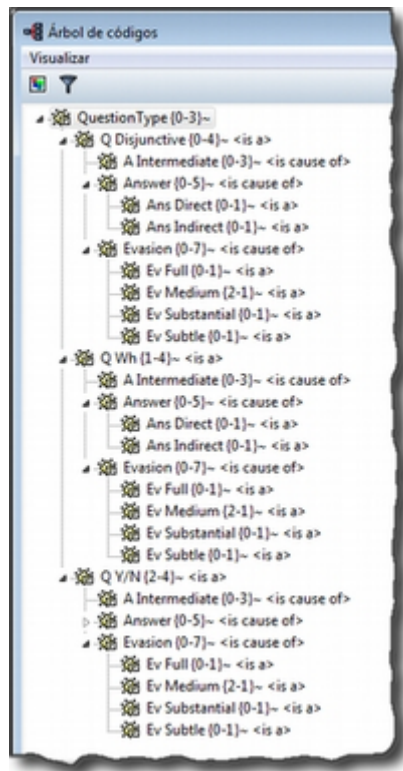 Árbol de códigos
Visualizar
QuestionType {0-3}~
Q Disjunctive {0-4}~ <is a>
A Intermediate {0-3}~ <is cause of>
Answer {0-5}~ <is cause of>
Ans Direct {0-1}~ <is a>
Ans Indirect {0-1}~ <is a>
Evasion {0-7}~ <is cause of>
Ev Full {0-1}~ <is a>
Ev Medium {2-1}~ <is a>
Ev Substantial {0-1}~ <is a>
Ev Subtle {0-1}~ <is a>
Q Wh {1-4}~ <is a>
A Intermediate {0-3}~ <is cause of>
Answer {0-5}~ <is cause of>
Ans Direct {0-1}~ <is a>
Ans Indirect {0-1}~ <is a>
Evasion {0-7}~ <is cause of>
Ev Full {0-1}~ <is a>
Ev Medium {2-1}~ <is a>
Ev Substantial {0-1}~ <is a>
Ev Subtle {0-1}~ <is a>
Q Y/N {2-4}~ <is a>
A Intermediate {0-3}~ <is cause of>
Answer {0-5}~ <is cause of>
Evasion {0-7}~ <is cause of>
Ev Full {0-1}~ <is a>
Ev Medium {2-1}~ <is a>
Ev Substantial {0-1}~ <is a>
Ev Subtle {0-1}~ <is a>